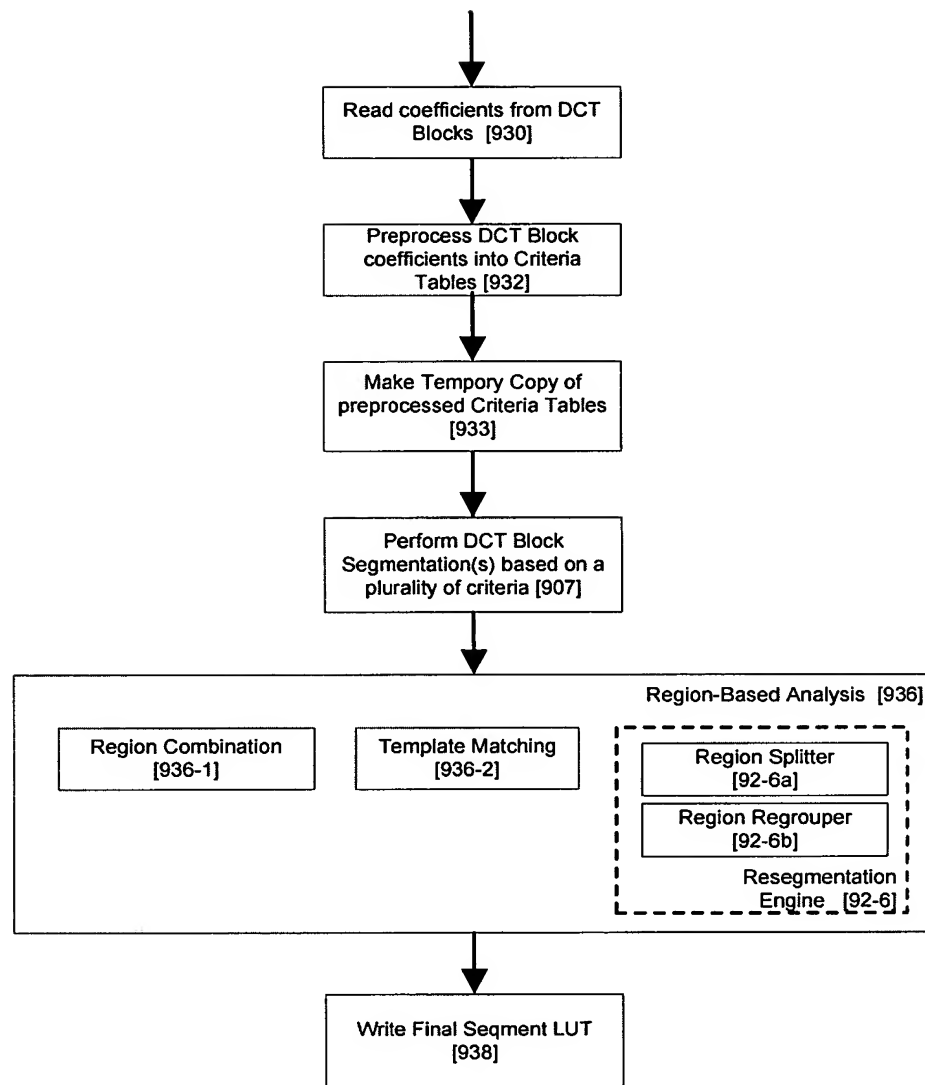 Read coefficients from DCT
Blocks [930]
Preprocess DCT Block
coefficients into Criteria
Tables [932]
Make Tempory Copy of
preprocessed Criteria Tables
[933]
Perform DCT Block
Segmentation(s) based on a
plurality of criteria [907]
Region-Based Analysis [936]
Region Combination
[936-1]
Template Matching
[936-2]
Region Splitter
[92-6a]
Region Regrouper
[92-6b]
Resegmentation
Engine [92-6]
Write Final Seqment LUT
[938]